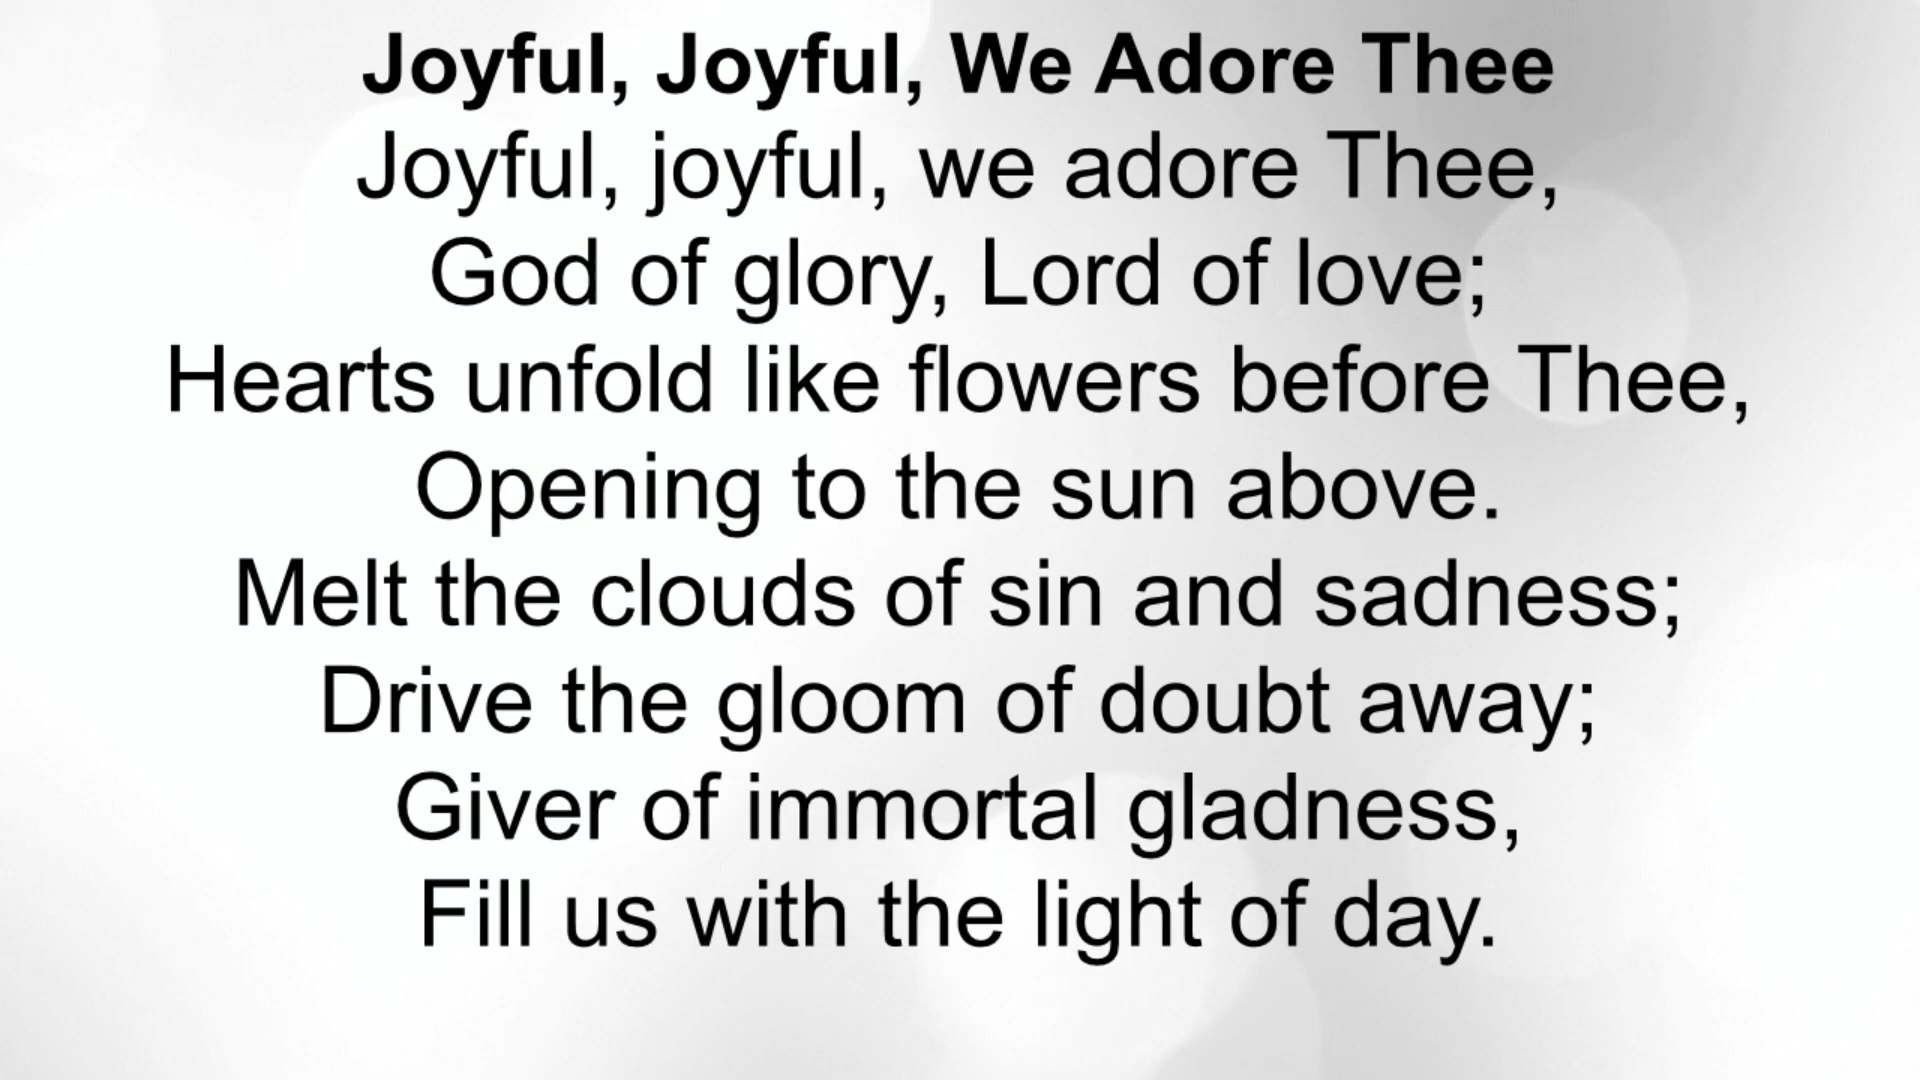 Joyful, Joyful, We Adore Thee
Joyful, joyful, we adore Thee,
God of glory, Lord of love;
Hearts unfold like flowers before Thee,
Opening to the sun above.
Melt the clouds of sin and sadness;
Drive the gloom of doubt away;
Giver of immortal gladness,
Fill us with the light of day.